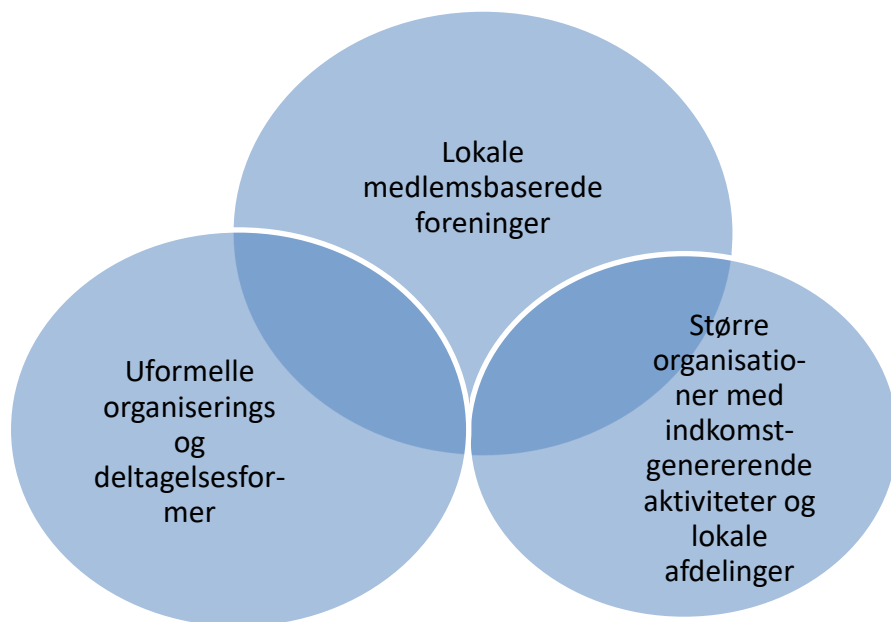 Lokale
medlemsbaserede
foreninger
Uformelle
organiserings
og
deltagelsesfor-
mer
Større
organisatio-
ner med
indkomst-
genererende
aktiviteter og
lokale
afdelinger